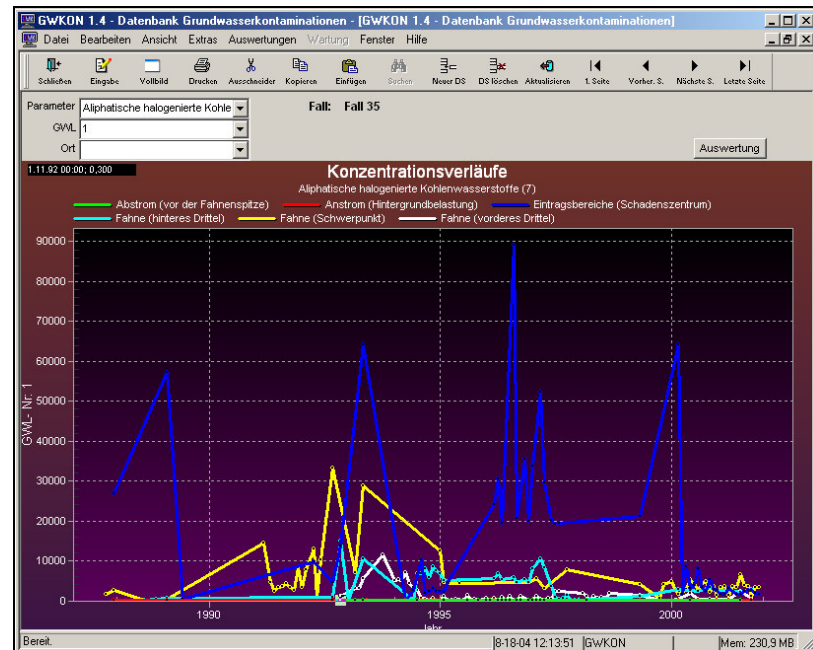 GWKON 1.4 - Datenbank Grundwasserkontaminationen - [GWKON 1.4 - Datenbank Grundwasserkontaminationen]
Datei Bearbeiten Ansicht Extras Auswertungen Wartung Fenster Hilfe
Schließen Eingabe Vollbild Drucken Ausschneider Kopieren Einfügen Suchen Neuer DS DS löschen Aktualisieren 1. Seite Vorher. S. Nächste S. Letzte Seite
Parameter Aliphatische halogenierte Kohle Fall: Fall 35
GWL 1
Ort
Auswertung
1.11.92 00:00; 0,300
Konzentrationsverläufe
Aliphatische halogenierte Kohlenwasserstoffe (7)
Abstrom (vor der Fahnenspitze) Anstrom (Hintergrundbelastung) Eintragsbereiche (Schadenszentrum)
Fahne (hinteres Drittel) Fahne (Schwerpunkt) Fahne (vorderes Drittel)
90000
80000
70000
60000
50000
40000
30000
20000
10000
0
GWL- Nr. 1
1990 1995 2000
Jahr
Bereit. 8-18-04 12:13:51 GWKON Mem: 230,9 MB